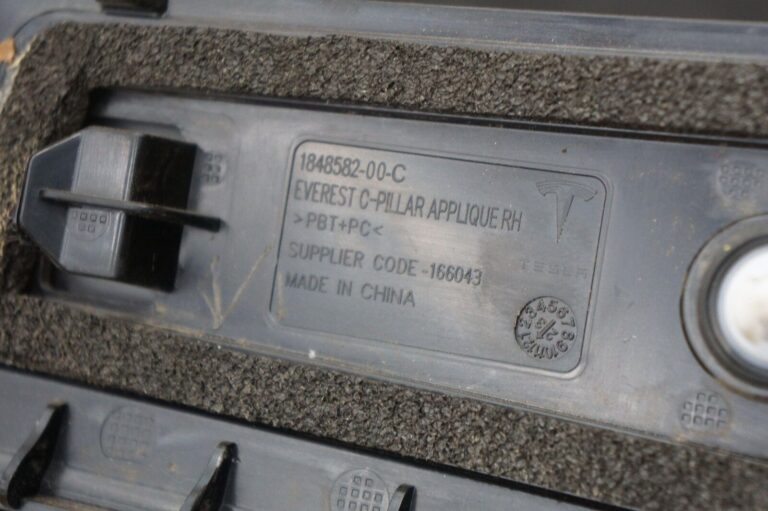 1848582-00-C
EVEREST C-PILLAR APPLIQUE RH
>PBT+PC<
SUPPLIER CODE -166043
MADE IN CHINA
TESLA